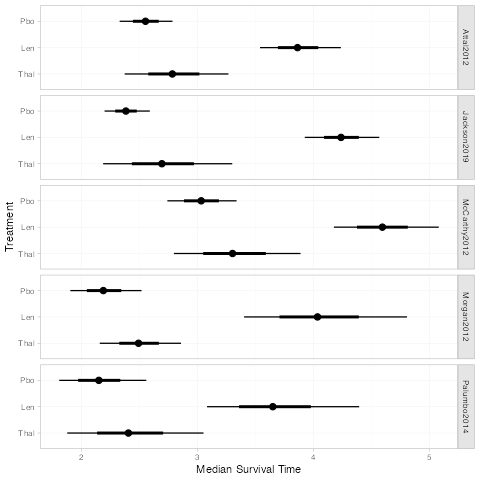 Pbo
Len
Thal
Attal2012
Pbo
Len
Thal
Jackson2019
Pbo
Len
Thal
McCarthy2012
Pbo
Len
Thal
Morgan2012
Pbo
Len
Thal
Palumbo2014
Treatment
2 3 4 5
Median Survival Time